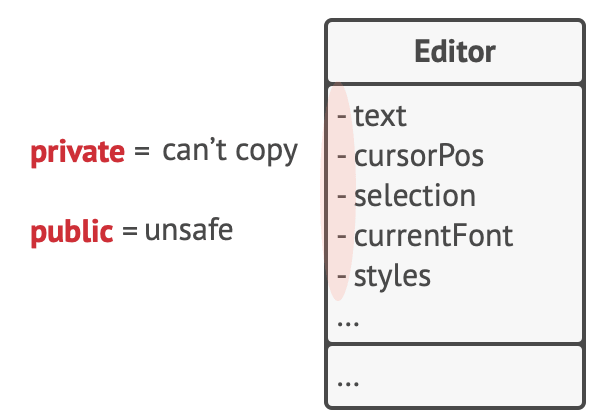 Editor
- text
private = can't copy
- cursorPos
- selection
public = unsafe
- currentFont
- styles
...
...